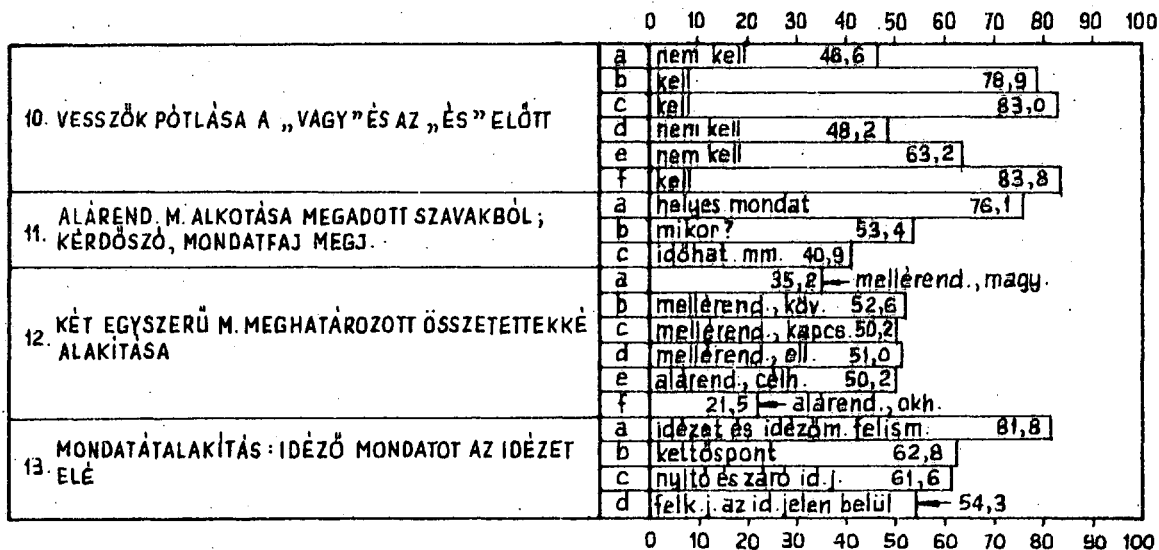 0 10 20 30 40 50 60 70 80 90 100
10. VESSZŐK PÓTLÁSA A „VAGY” ÉS AZ „ÉS” ELŐTT
a nem kell 46,6
b kell 78,9
c kell 83,0
d nem kell 48,2
e nem kell 63,2
f kell 83,8
11. ALÁREND. M. ALKOTÁSA MEGADOTT SZAVAKBÓL;
KÉRDŐSZÓ, MONDATFAJ MEGJ.
a helyes mondat 76,1
b mikor? 53,4
c időhat. mm. 40,9
12. KÉT EGYSZERŰ M. MEGHATÁROZOTT ÖSSZETETTEKKÉ
ALAKÍTÁSA
a 35,2 mellérend., magy.
b mellérend., köv. 52,6
c mellérend., kapcs. 50,2
d mellérend., ell. 51,0
e alárend., célh. 50,2
f 21,5 alárend., okh.
13. MONDATÁTALAKÍTÁS: IDÉZŐ MONDATOT AZ IDÉZET
ELÉ
a idézet és idézőm. felism. 81,8
b kettőspont 62,8
c nyitó és záró id. j. 61,6
d felk. j. az id. jelen belül 54,3
0 10 20 30 40 50 60 70 80 90 100